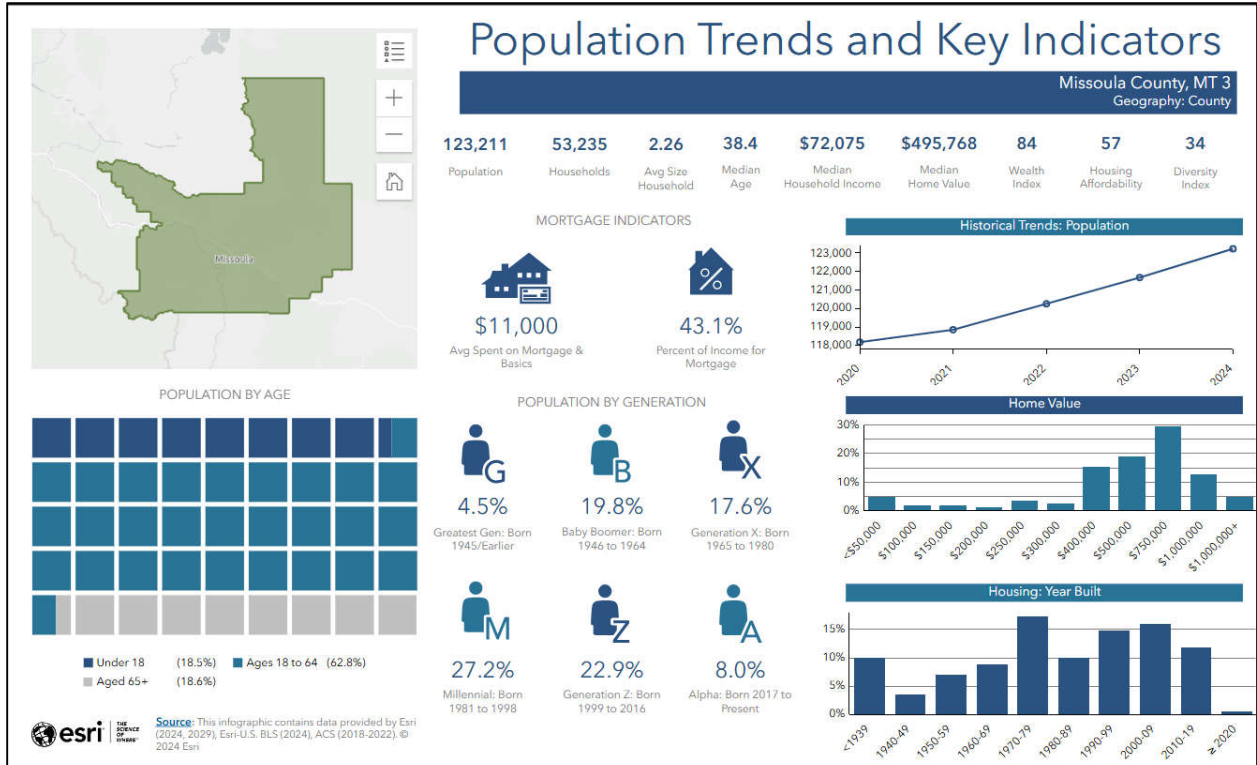 Population Trends and Key Indicators
Missoula County, MT 3
Geography: County
123,211
Population
53,235
Households
2.26
Avg Size
Household
38.4
Median
Age
$72,075
Median
Household Income
$495,768
Median
Home Value
84
Wealth
Index
57
Housing
Affordability
34
Diversity
Index
Missoula
MORTGAGE INDICATORS
$11,000
Avg Spent on Mortgage &
Basics
%
43.1%
Percent of Income for
Mortgage
Historical Trends: Population
123,000
122,000
121,000
120,000
119,000
118,000
2020
2021
2022
2023
2024
POPULATION BY AGE
Under 18 (18.5%)
Ages 18 to 64 (62.8%)
Aged 65+ (18.6%)
POPULATION BY GENERATION
G
4.5%
Greatest Gen: Born
1945/Earlier
B
19.8%
Baby Boomer: Born
1946 to 1964
X
17.6%
Generation X: Born
1965 to 1980
M
27.2%
Millennial: Born
1981 to 1998
Z
22.9%
Generation Z: Born
1999 to 2016
A
8.0%
Alpha: Born 2017 to
Present
Home Value
30%
20%
10%
0%
<$50,000
$100,000
$150,000
$200,000
$250,000
$300,000
$400,000
$500,000
$750,000
$1,000,000
$1,000,000+
Housing: Year Built
15%
10%
5%
0%
<1939
1940-49
1950-59
1960-69
1970-79
1980-89
1990-99
2000-09
2010-19
≥ 2020
esri
THE
SCIENCE
OF
WHERE®
Source: This infographic contains data provided by Esri
(2024, 2029), Esri-U.S. BLS (2024), ACS (2018-2022). ©
2024 Esri